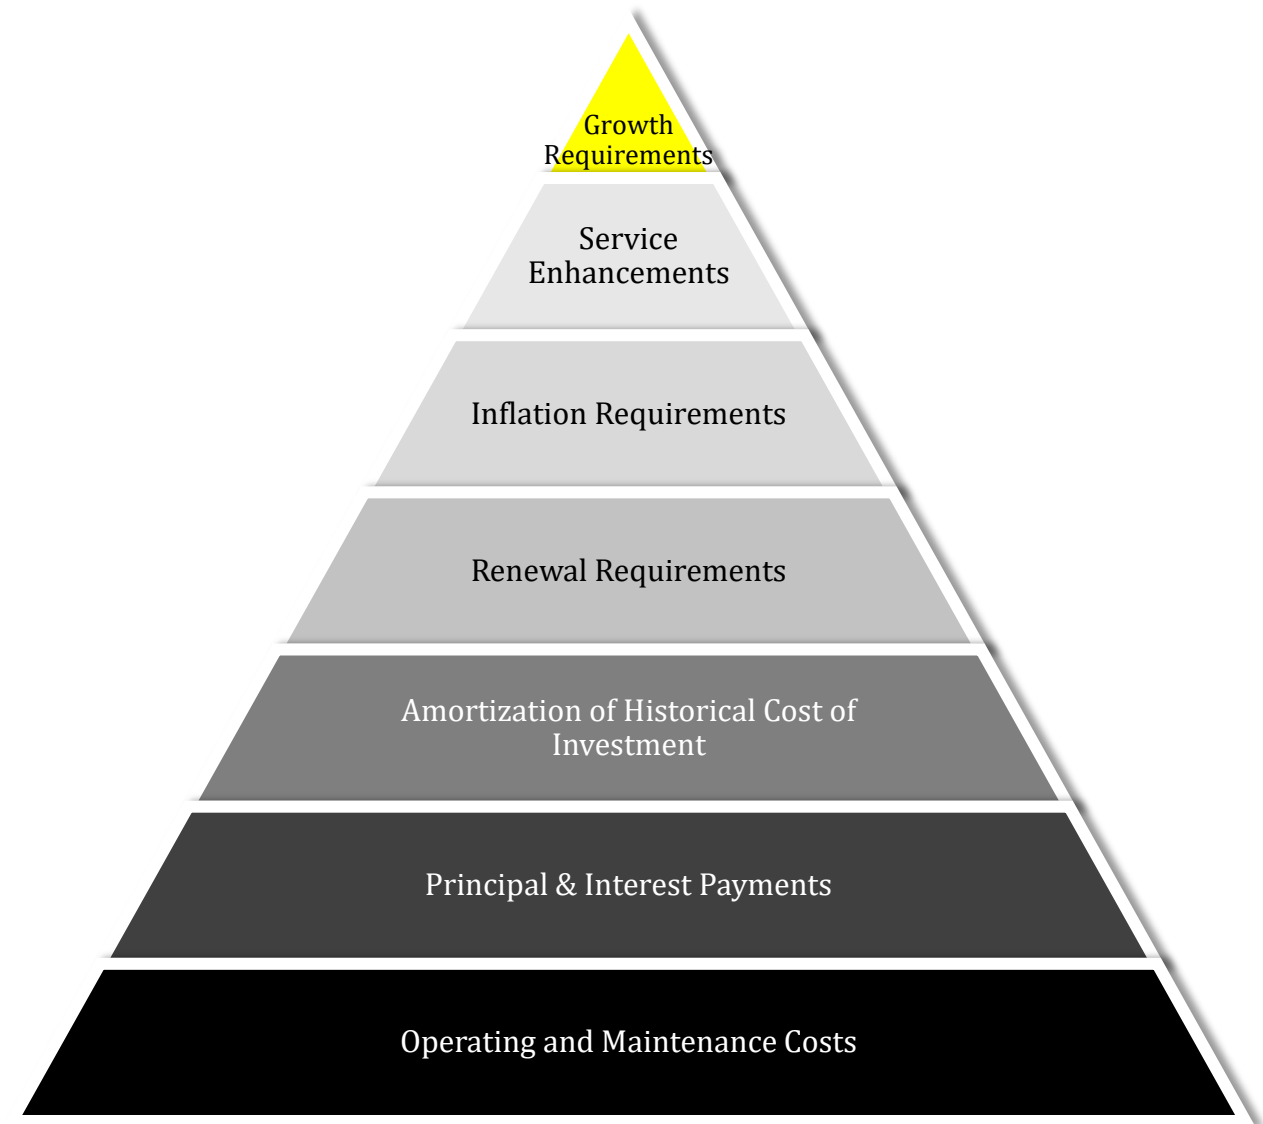 Growth
Requirements
Service
Enhancements
Inflation Requirements
Renewal Requirements
Amortization of Historical Cost of
Investment
Principal & Interest Payments
Operating and Maintenance Costs